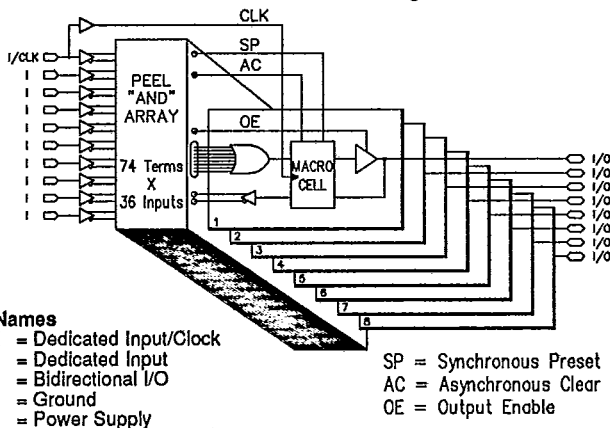 CLK
SP
AC
I/CLK
I
I
I
I
I
I
I
I
I
PEEL
"AND"
ARRAY
74 Terms
X
36 Inputs
OE
MACRO
CELL
I/O
I/O
I/O
I/O
I/O
I/O
I/O
I/O
1
2
3
4
5
6
7
8
Names
= Dedicated Input/Clock
= Dedicated Input
= Bidirectional I/O
= Ground
= Power Supply
SP = Synchronous Preset
AC = Asynchronous Clear
OE = Output Enable